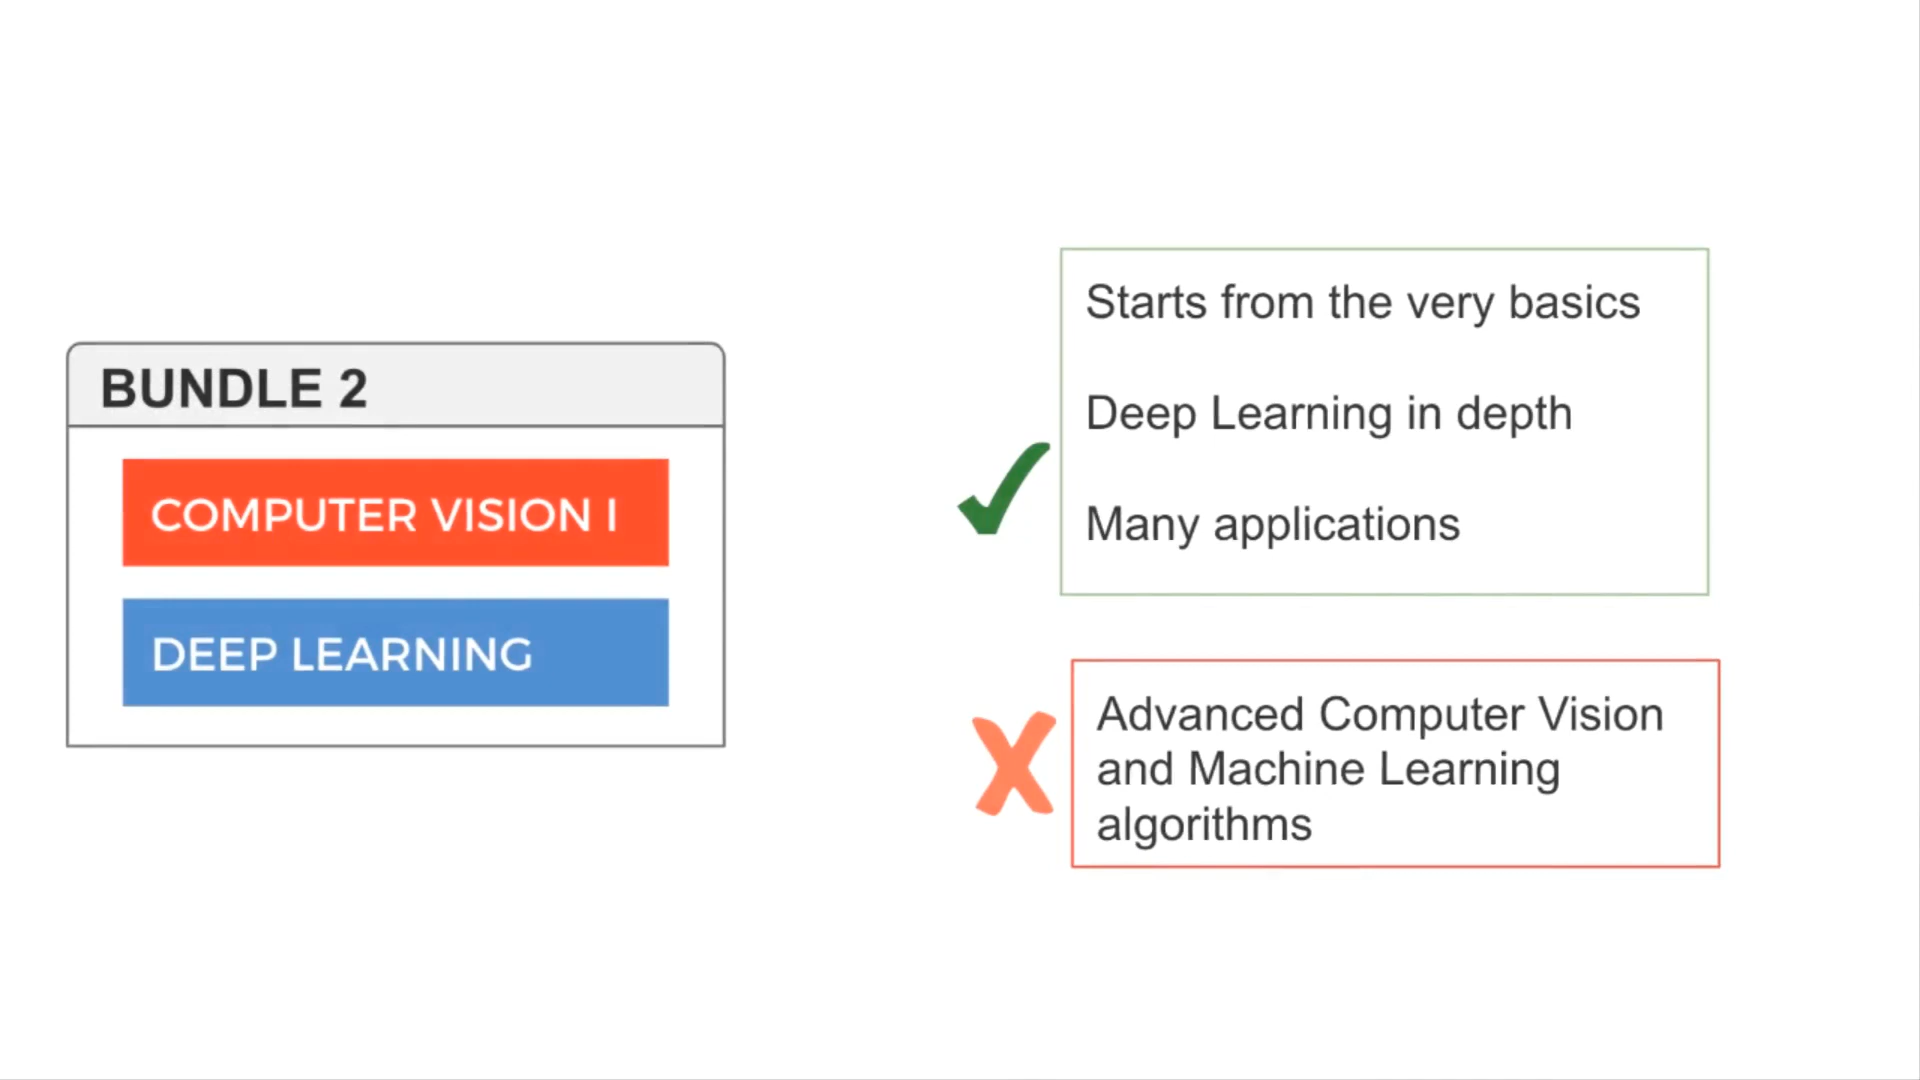 BUNDLE 2
COMPUTER VISION I
DEEP LEARNING
Starts from the very basics
Deep Learning in depth
Many applications
Advanced Computer Vision
and Machine Learning
algorithms